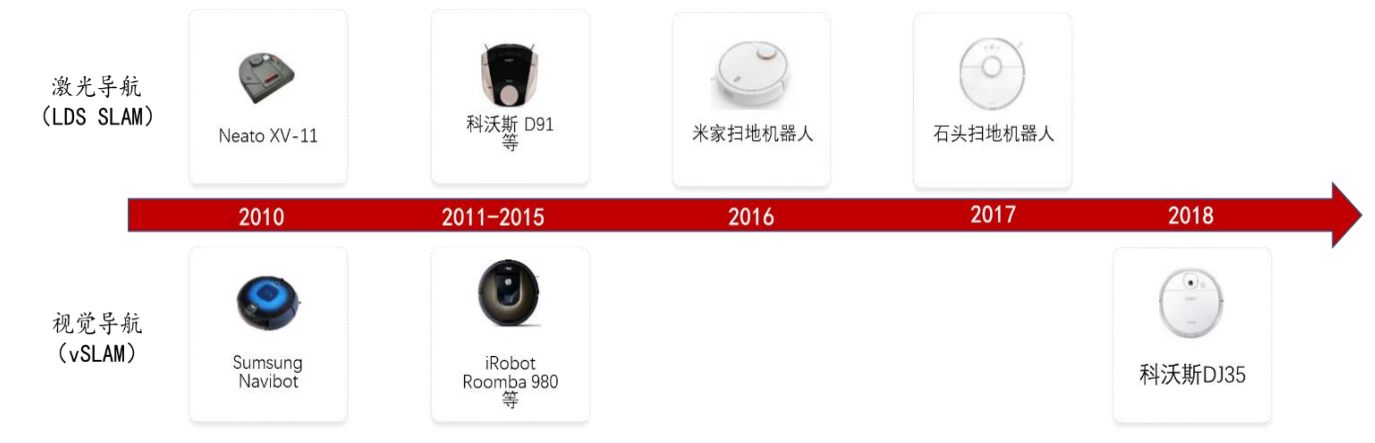 激光导航
（LDS SLAM）
Neato XV-11
科沃斯 D91
等
米家扫地机器人
石头扫地机器人
2010
2011-2015
2016
2017
2018
视觉导航
（vSLAM）
Sumsung
Navibot
iRobot
Roomba 980
等
科沃斯DJ35